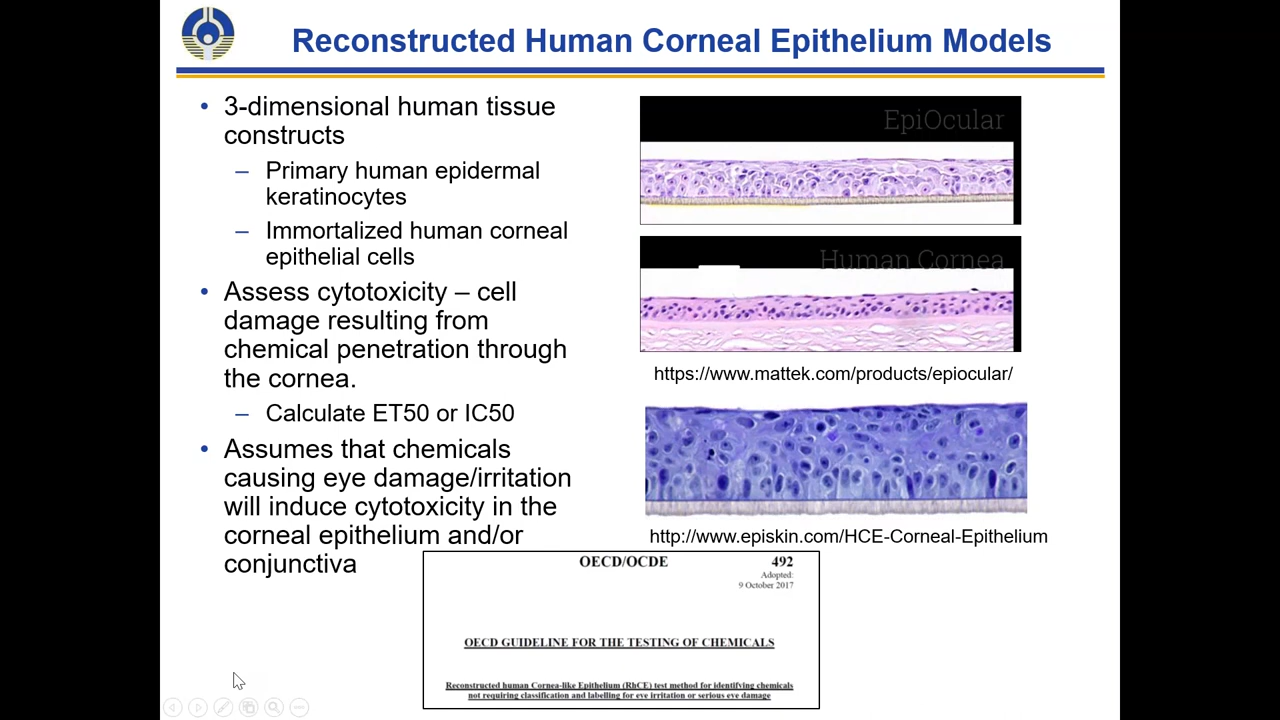 Reconstructed Human Corneal Epithelium Models
• 3-dimensional human tissue
constructs
– Primary human epidermal
keratinocytes
– Immortalized human corneal
epithelial cells
• Assess cytotoxicity – cell
damage resulting from
chemical penetration through
the cornea.
– Calculate ET50 or IC50
• Assumes that chemicals
causing eye damage/irritation
will induce cytotoxicity in the
corneal epithelium and/or
conjunctiva
EpiOcular
Human Cornea
https://www.mattek.com/products/epiocular/
http://www.episkin.com/HCE-Corneal-Epithelium
OECD/OCDE 492
Adopted:
9 October 2017
OECD GUIDELINE FOR THE TESTING OF CHEMICALS
Reconstructed human Cornea-like Epithelium (RhCE) test method for identifying chemicals
not requiring classification and labelling for eye irritation or serious eye damage